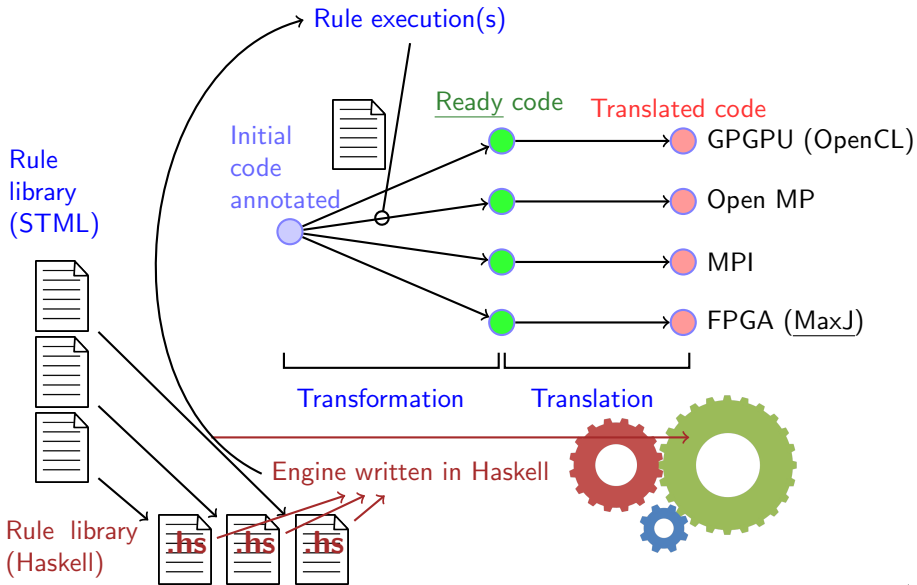 Rule execution(s)
Ready code
Translated code
Initial
code
annotated
GPGPU (OpenCL)
Rule
library
(STML)
Open MP
MPI
FPGA (MaxJ)
Transformation
Translation
Engine written in Haskell
Rule library
(Haskell)
.hs
.hs
.hs